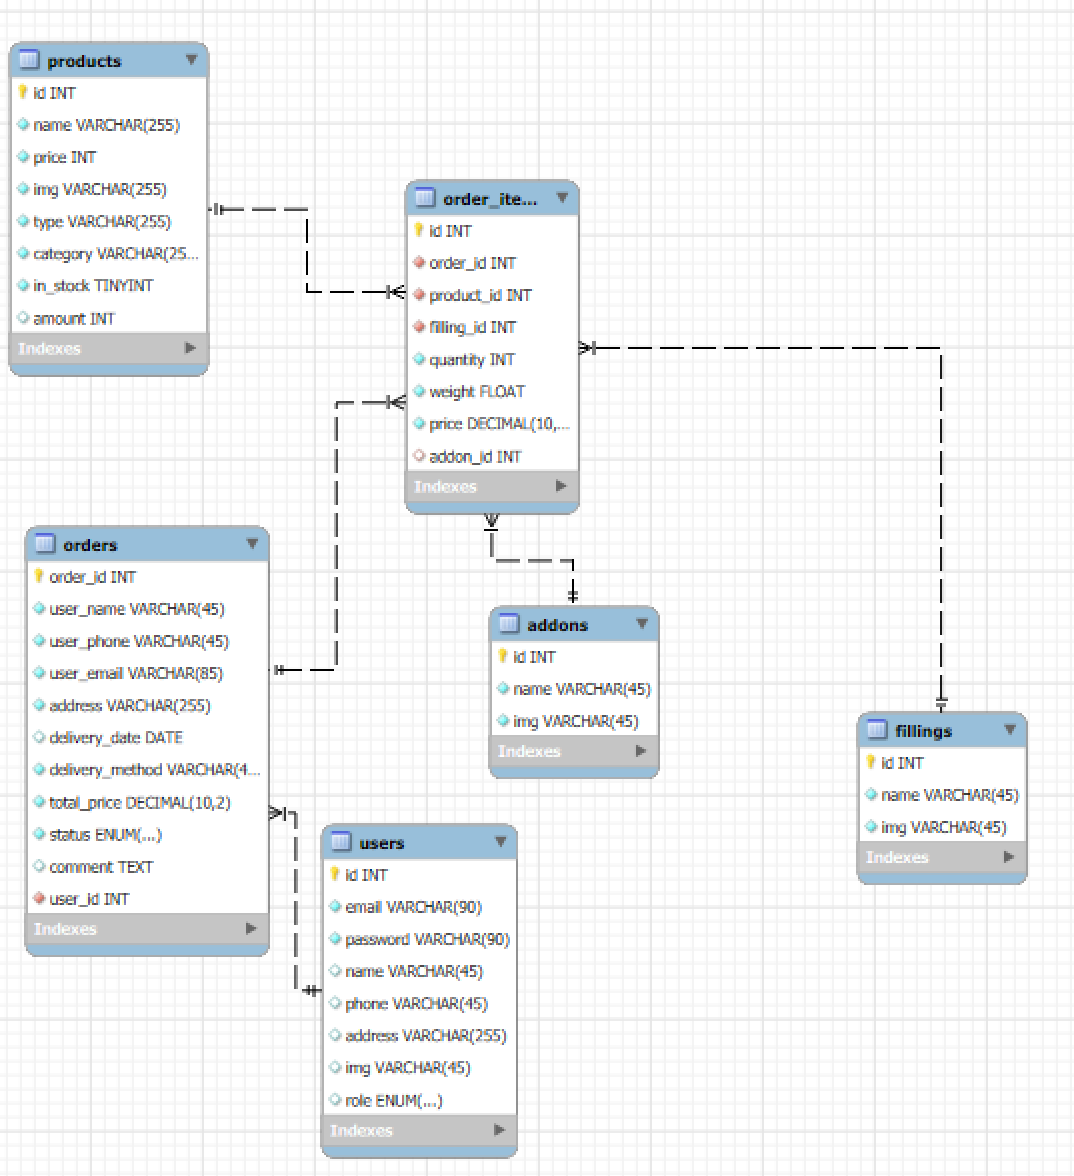 products
id INT
name VARCHAR(255)
price INT
img VARCHAR(255)
type VARCHAR(255)
category VARCHAR(25...
in_stock TINYINT
amount INT
Indexes
order_ite...
id INT
order_id INT
product_id INT
filling_id INT
quantity INT
weight FLOAT
price DECIMAL(10,...
addon_id INT
Indexes
orders
order_id INT
user_name VARCHAR(45)
user_phone VARCHAR(45)
user_email VARCHAR(85)
address VARCHAR(255)
delivery_date DATE
delivery_method VARCHAR(4...
total_price DECIMAL(10,2)
status ENUM(...)
comment TEXT
user_id INT
Indexes
addons
id INT
name VARCHAR(45)
img VARCHAR(45)
Indexes
fillings
id INT
name VARCHAR(45)
img VARCHAR(45)
Indexes
users
id INT
email VARCHAR(90)
password VARCHAR(90)
name VARCHAR(45)
phone VARCHAR(45)
address VARCHAR(255)
img VARCHAR(45)
role ENUM(...)
Indexes